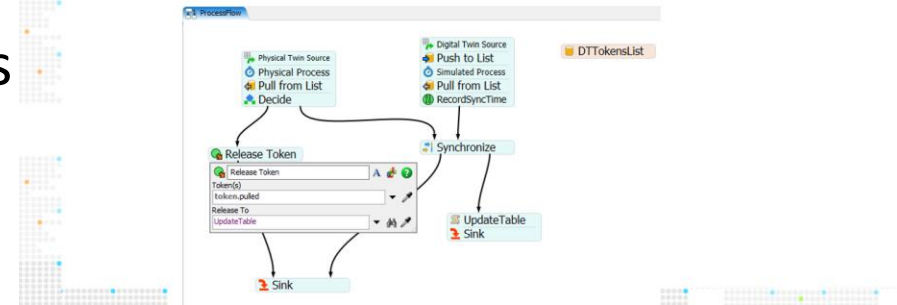 ProcessFlow
S
Physical Twin Source
Physical Process
Pull from List
Decide
Digital Twin Source
Push to List
Simulated Process
Pull from List
RecordSyncTime
DTTokensList
Release Token
Synchronize
Release Token
A
Token(s)
token.pulled
Release To
UpdateTable
UpdateTable
Sink
Sink